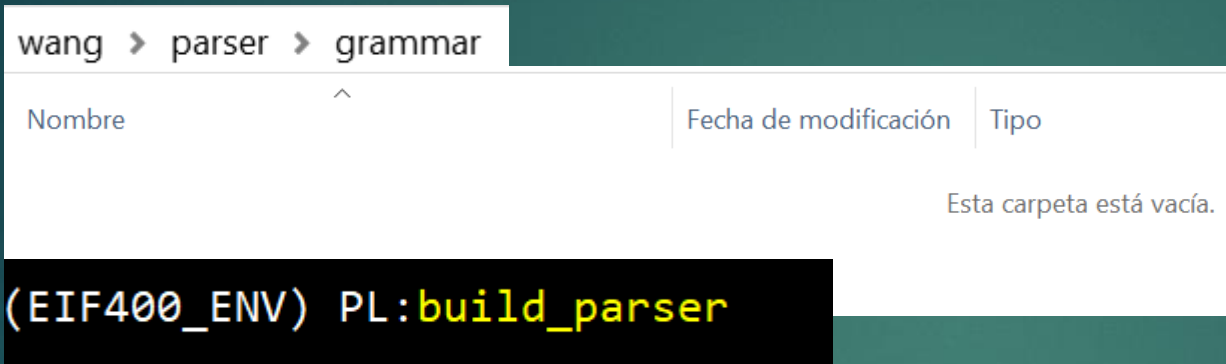 wang > parser > grammar
Nombre Fecha de modificación Tipo
Esta carpeta está vacía.
(EIF400_ENV) PL:build_parser